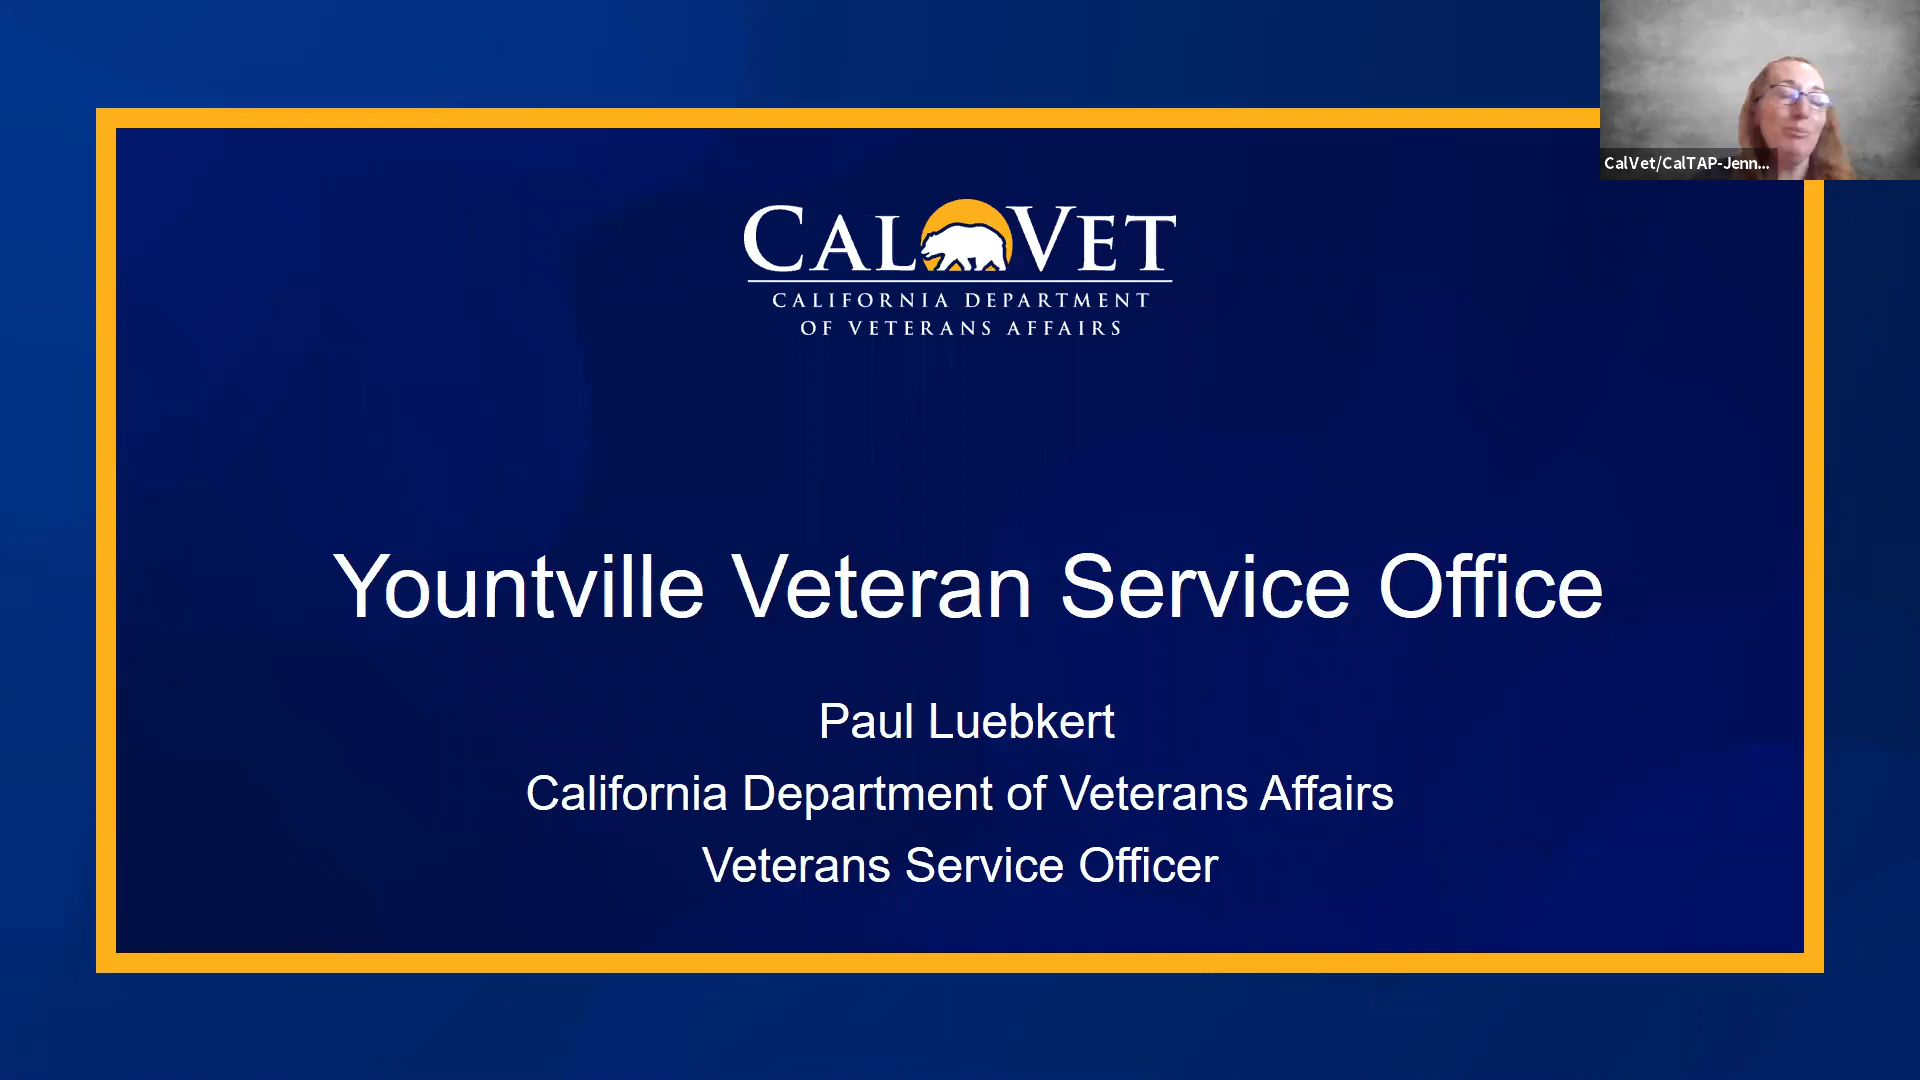 CALVET
CALIFORNIA DEPARTMENT
OF VETERANS AFFAIRS
CalVet/CalTAP-Jenn...
Yountville Veteran Service Office
Paul Luebkert
California Department of Veterans Affairs
Veterans Service Officer